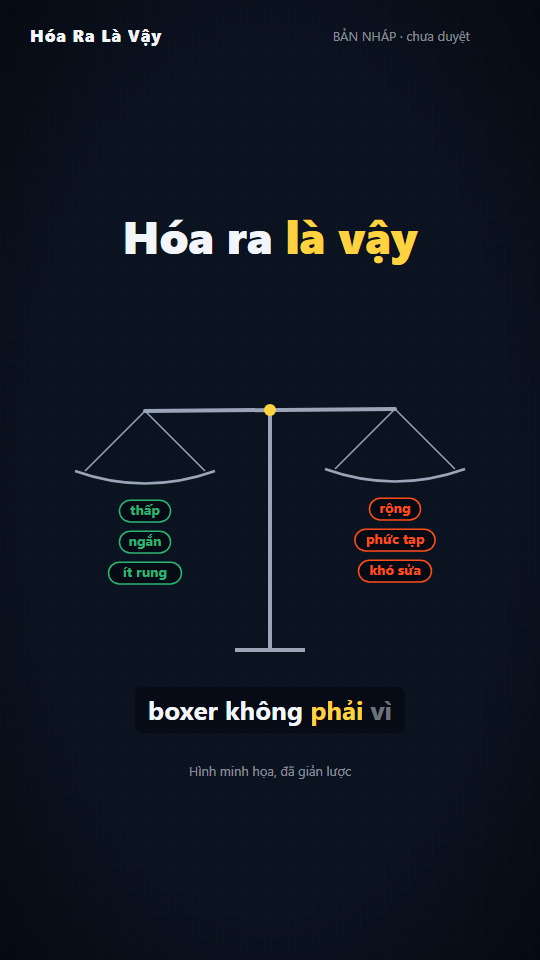 Hóa Ra Là Vậy
BẢN NHÁP · chưa duyệt
Hóa ra là vậy
thấp
ngắn
ít rung
rộng
phức tạp
khó sửa
boxer không phải vì
Hình minh họa, đã giản lược